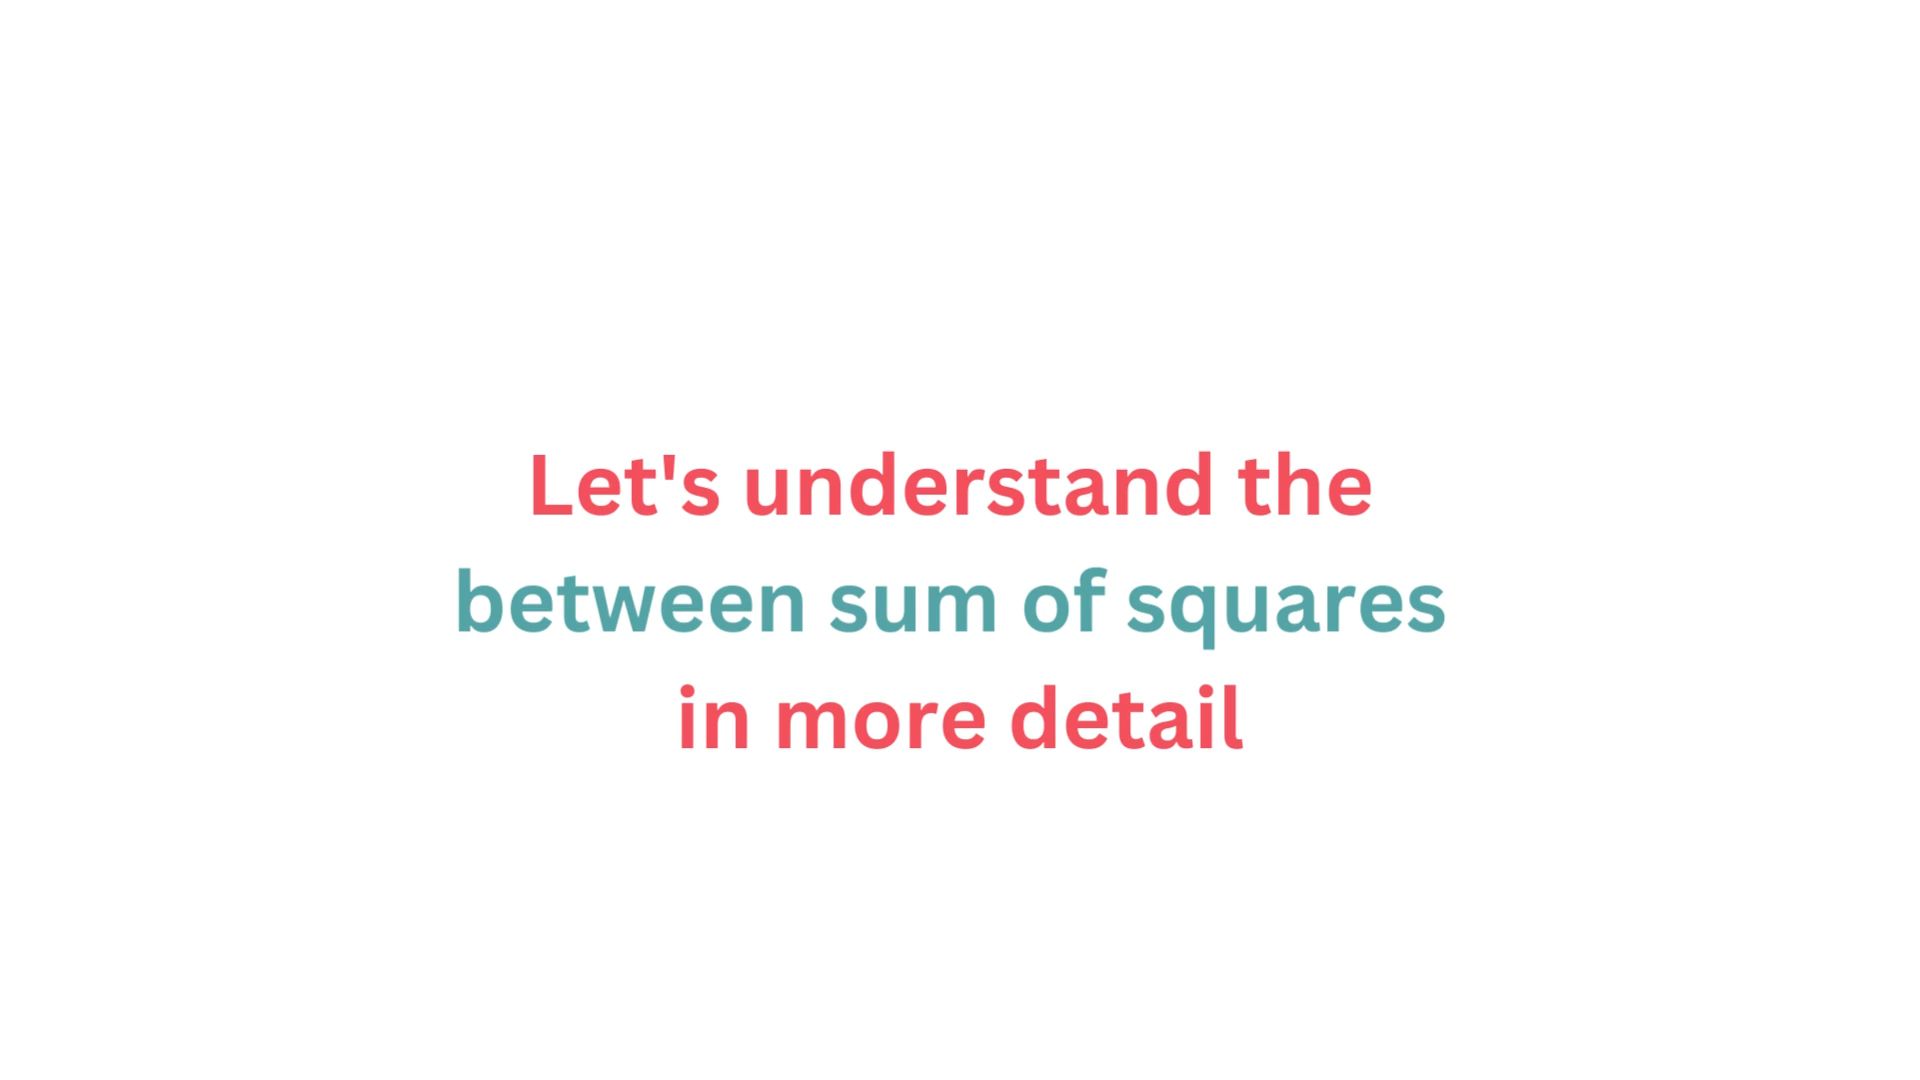 Let's understand the
between sum of squares
in more detail